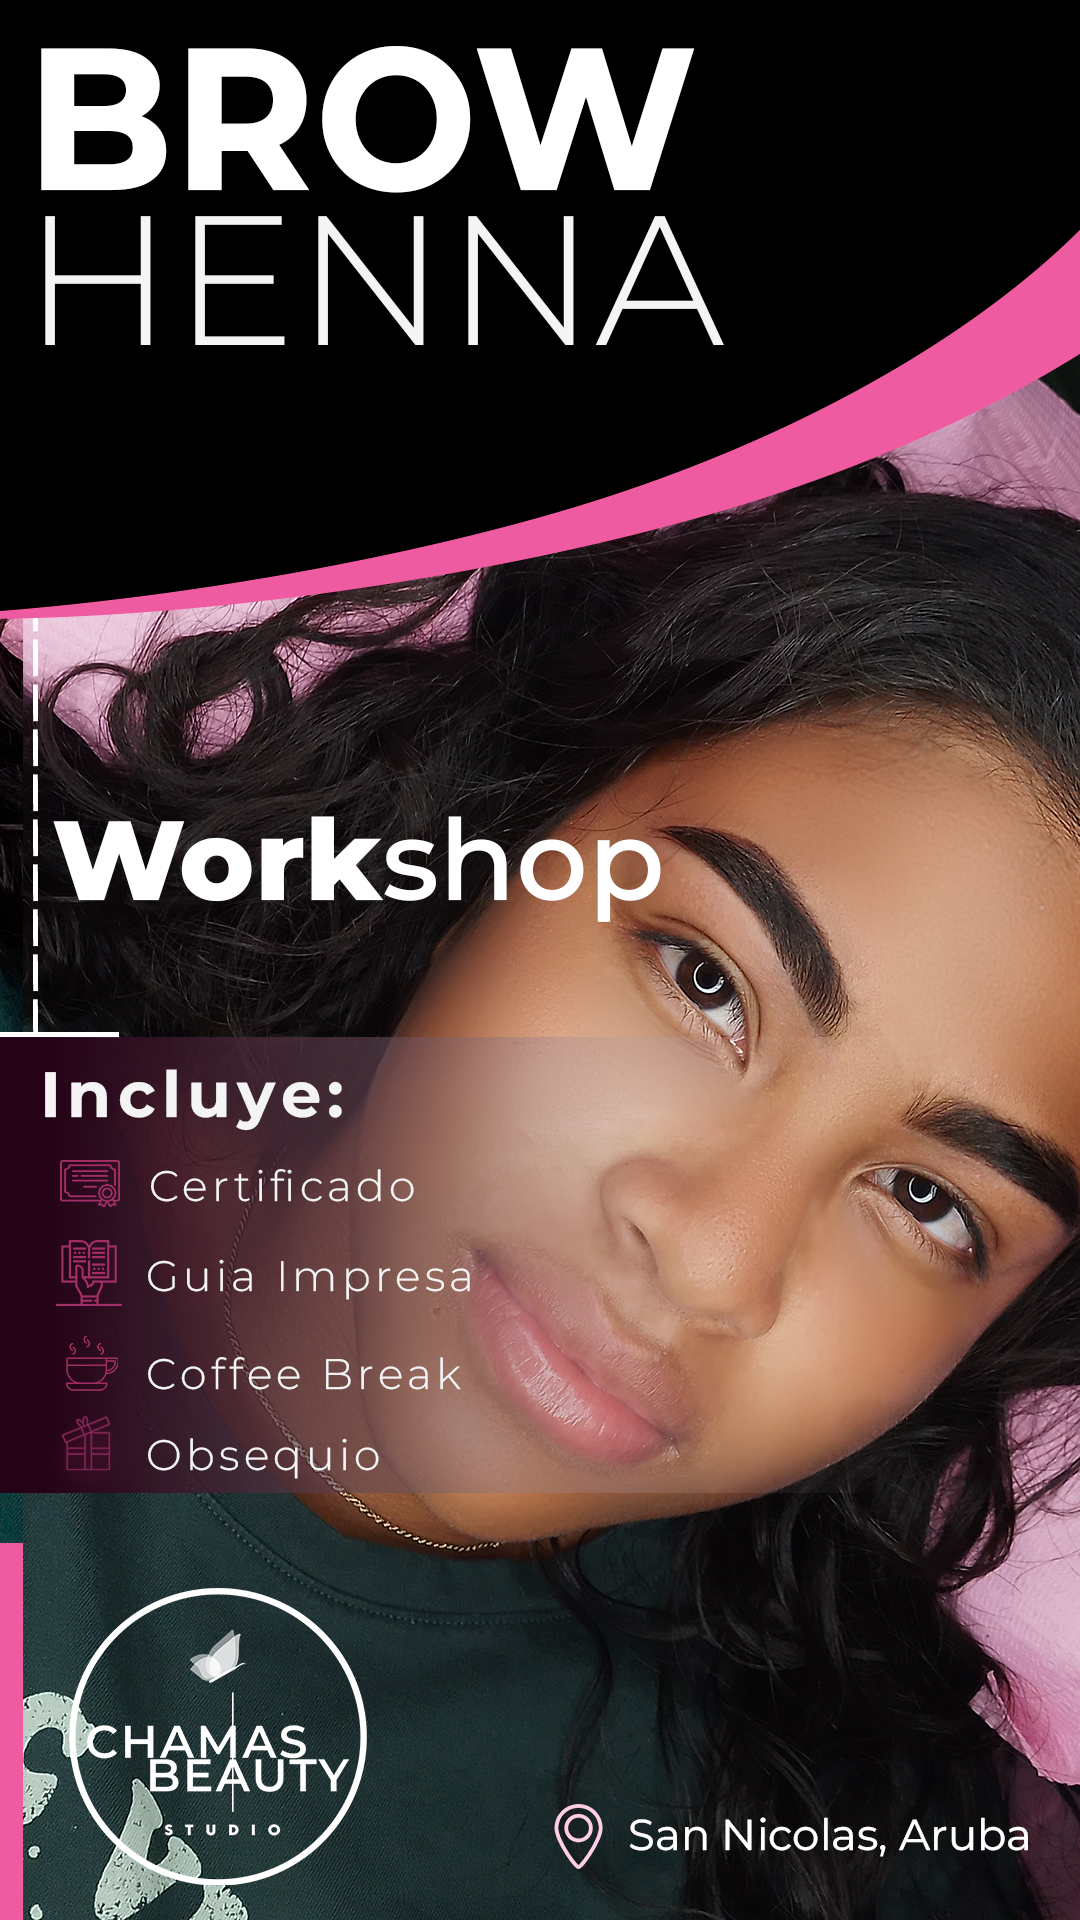 BROW
HENNA
Workshop
Incluye:
Certificado
Guia Impresa
Coffee Break
Obsequio
CHAMAS
BEAUTY
STUDIO
San Nicolas, Aruba